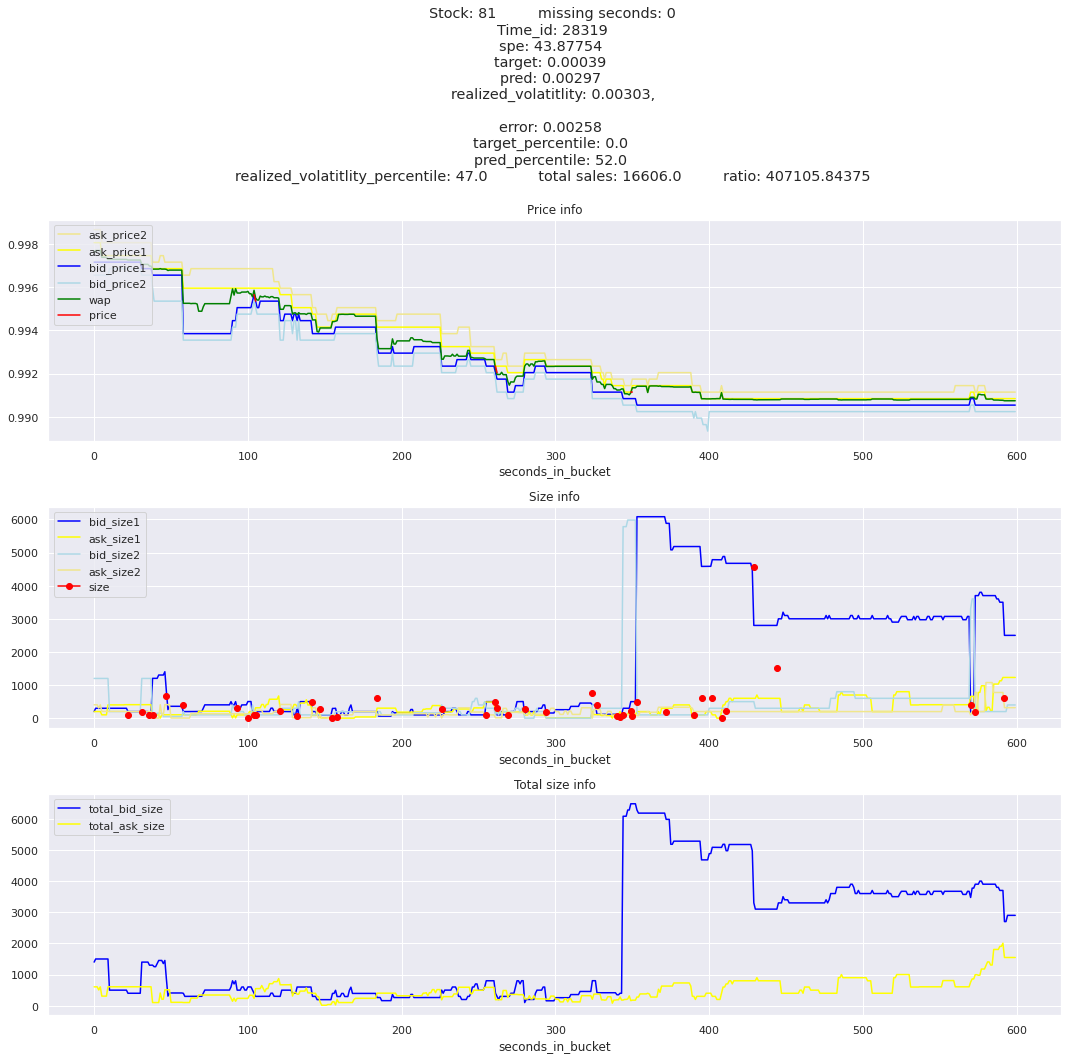 Stock: 81 missing seconds: 0
Time_id: 28319
spe: 43.87754
target: 0.00039
pred: 0.00297
realized_volatitlity: 0.00303,
error: 0.00258
target_percentile: 0.0
pred_percentile: 52.0
realized_volatitlity_percentile: 47.0 total sales: 16606.0 ratio: 407105.84375
Price info
ask_price2
ask_price1
bid_price1
bid_price2
wap
price
0.998
0.996
0.994
0.992
0.990
0 100 200 300 400 500 600
seconds_in_bucket
Size info
bid_size1
ask_size1
bid_size2
ask_size2
size
6000
5000
4000
3000
2000
1000
0
0 100 200 300 400 500 600
seconds_in_bucket
Total size info
total_bid_size
total_ask_size
6000
5000
4000
3000
2000
1000
0
0 100 200 300 400 500 600
seconds_in_bucket